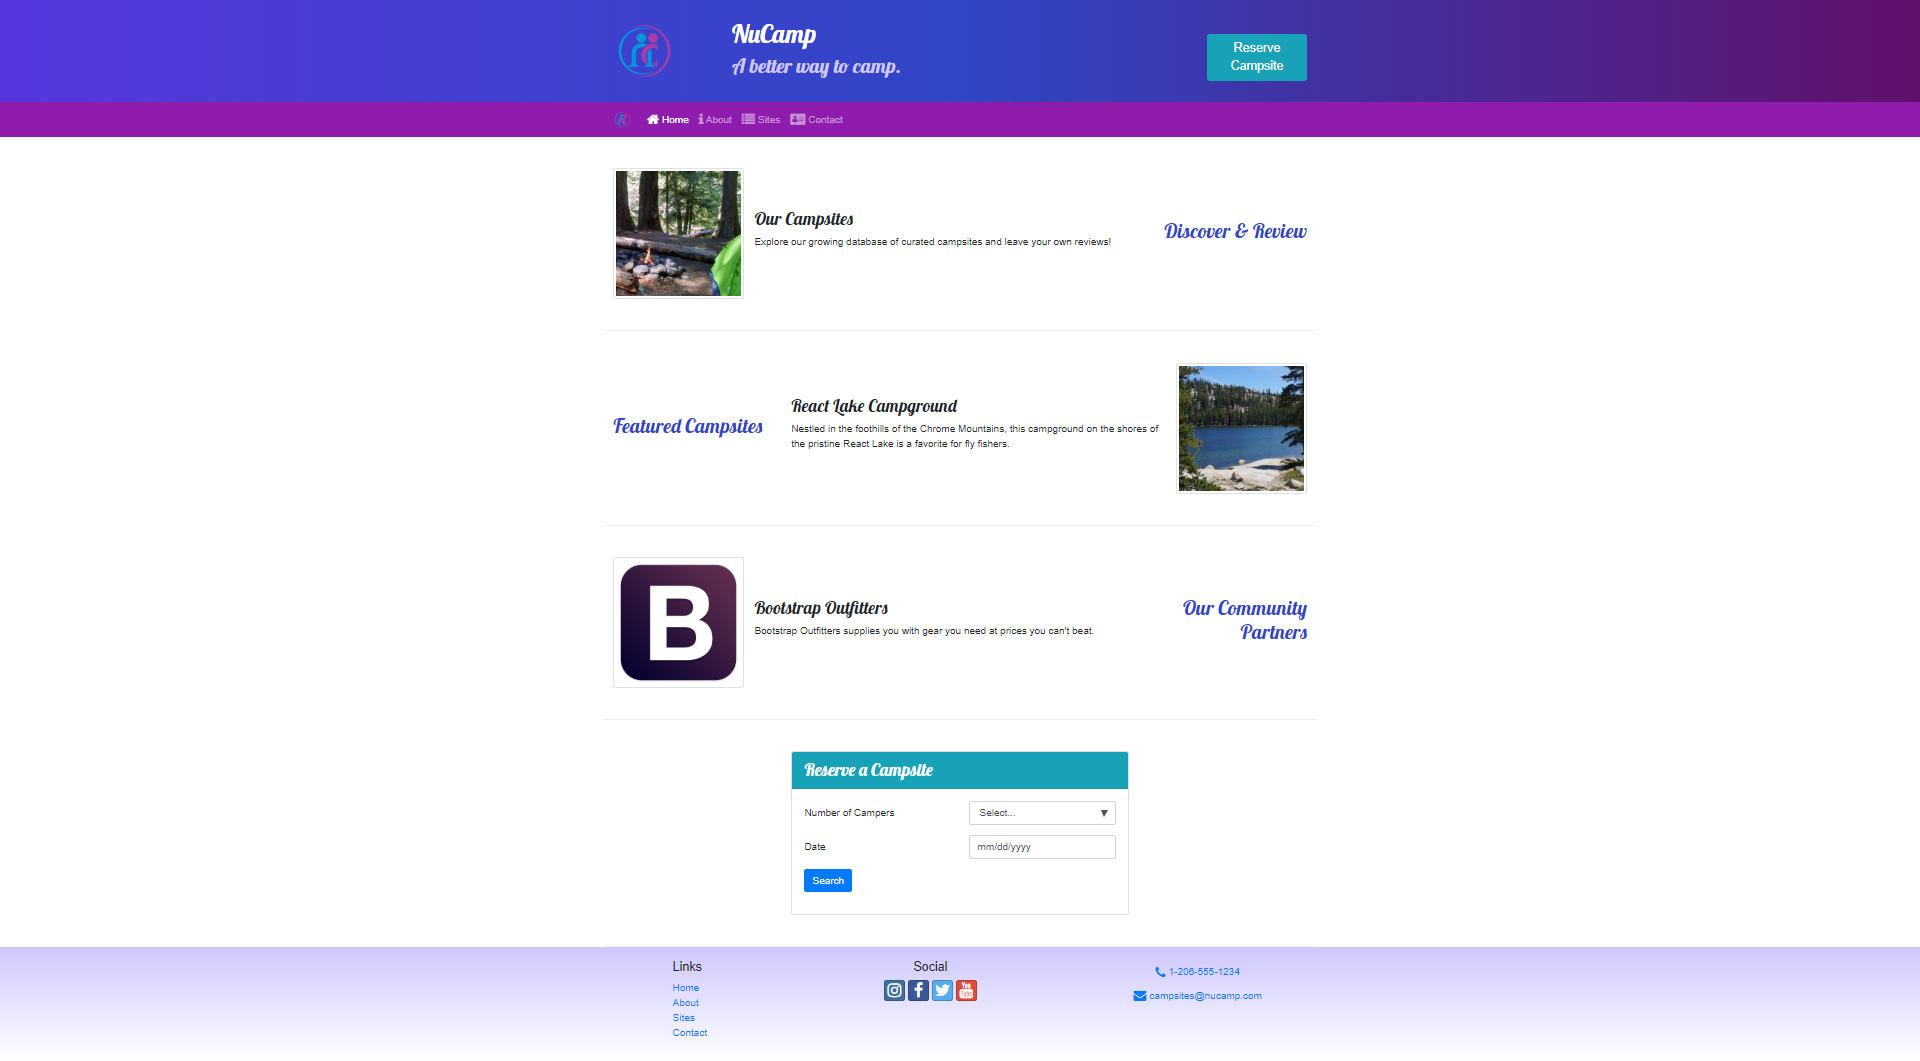 NuCamp
A better way to camp.
Reserve
Campsite
Home About Sites Contact
Our Campsites
Explore our growing database of curated campsites and leave your own reviews!
Discover & Review
Featured Campsites
React Lake Campground
Nestled in the foothills of the Chrome Mountains, this campground on the shores of
the pristine React Lake is a favorite for fly fishers.
B
Bootstrap Outfitters
Bootstrap Outfitters supplies you with gear you need at prices you can't beat.
Our Community
Partners
Reserve a Campsite
Number of Campers
Select...
Date
mm/dd/yyyy
Search
Links
Home
About
Sites
Contact
Social
You
Tube
1-206-555-1234
campsites@nucamp.com